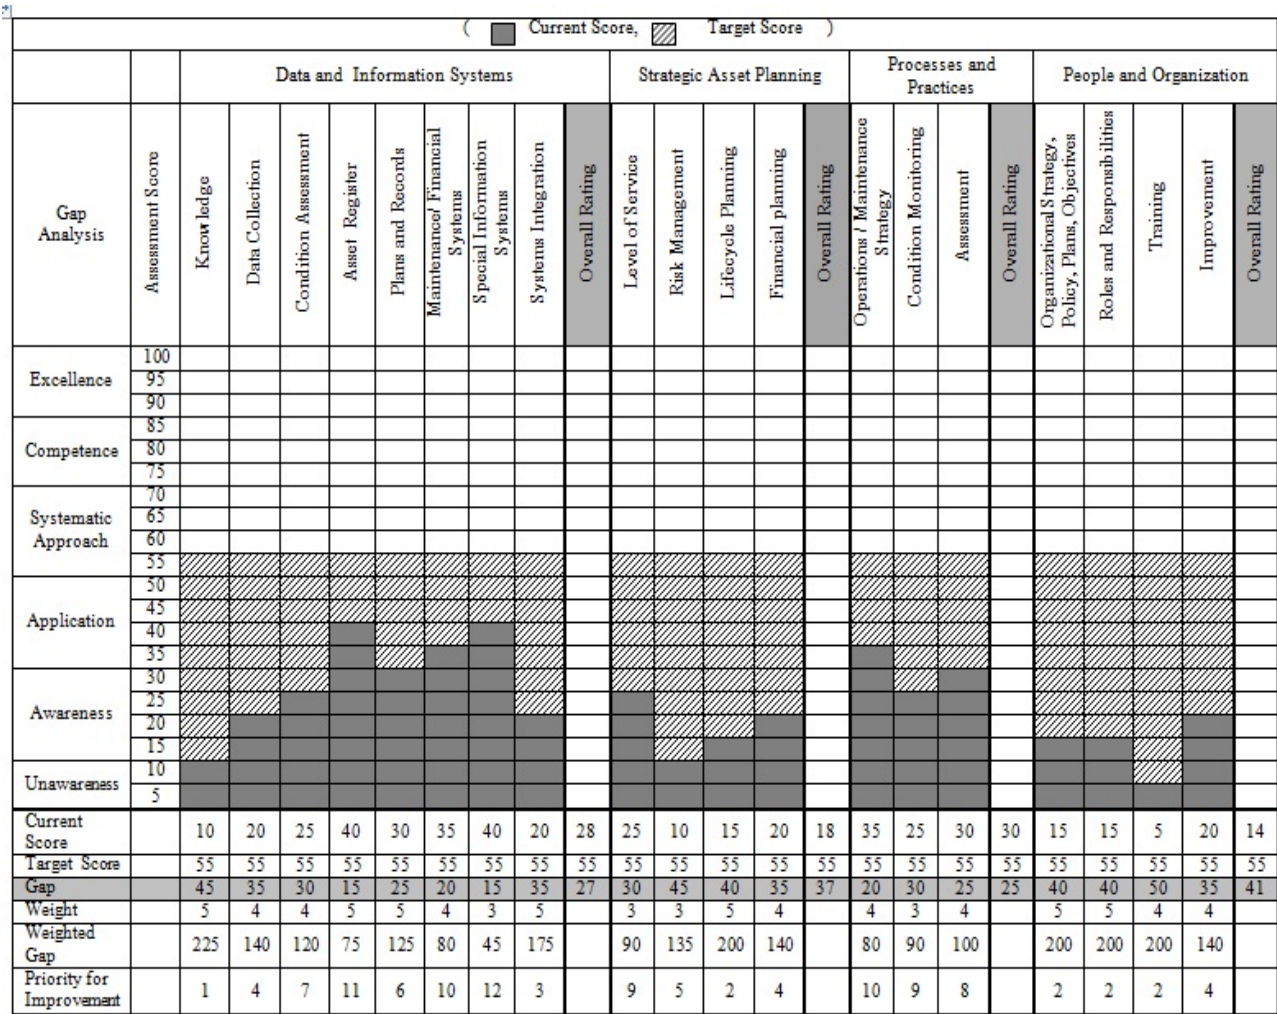 ( Current Score, Target Score )
Data and Information Systems Strategic Asset Planning Processes and Practices People and Organization
Gap Analysis
Assessment Score
Knowledge
Data Collection
Condition Assessment
Asset Register
Plans and Records
Maintenance/ Financial Systems
Special Information Systems
Systems Integration
Overall Rating
Level of Service
Risk Management
Lifecycle Planning
Financial planning
Overall Rating
Operations / Maintenance Strategy
Condition Monitoring
Assessment
Overall Rating
Organizational Strategy, Policy, Plans, Objectives
Roles and Responsibilities
Training
Improvement
Overall Rating
Excellence
100
95
90
Competence
85
80
75
Systematic Approach
70
65
60
55
Application
50
45
40
35
Awareness
30
25
20
15
Unawareness
10
5
Current Score 10 20 25 40 30 35 40 20 28 25 10 15 20 18 35 25 30 30 15 15 5 20 14
Target Score 55 55 55 55 55 55 55 55 55 55 55 55 55 55 55 55 55 55 55 55 55 55 55
Gap 45 35 30 15 25 20 15 35 27 30 45 40 35 37 20 30 25 25 40 40 50 35 41
Weight 5 4 4 5 5 4 3 5 3 3 5 4 4 3 4 5 5 4 4
Weighted Gap 225 140 120 75 125 80 45 175 90 135 200 140 80 90 100 200 200 200 140
Priority for Improvement 1 4 7 11 6 10 12 3 9 5 2 4 10 9 8 2 2 2 4